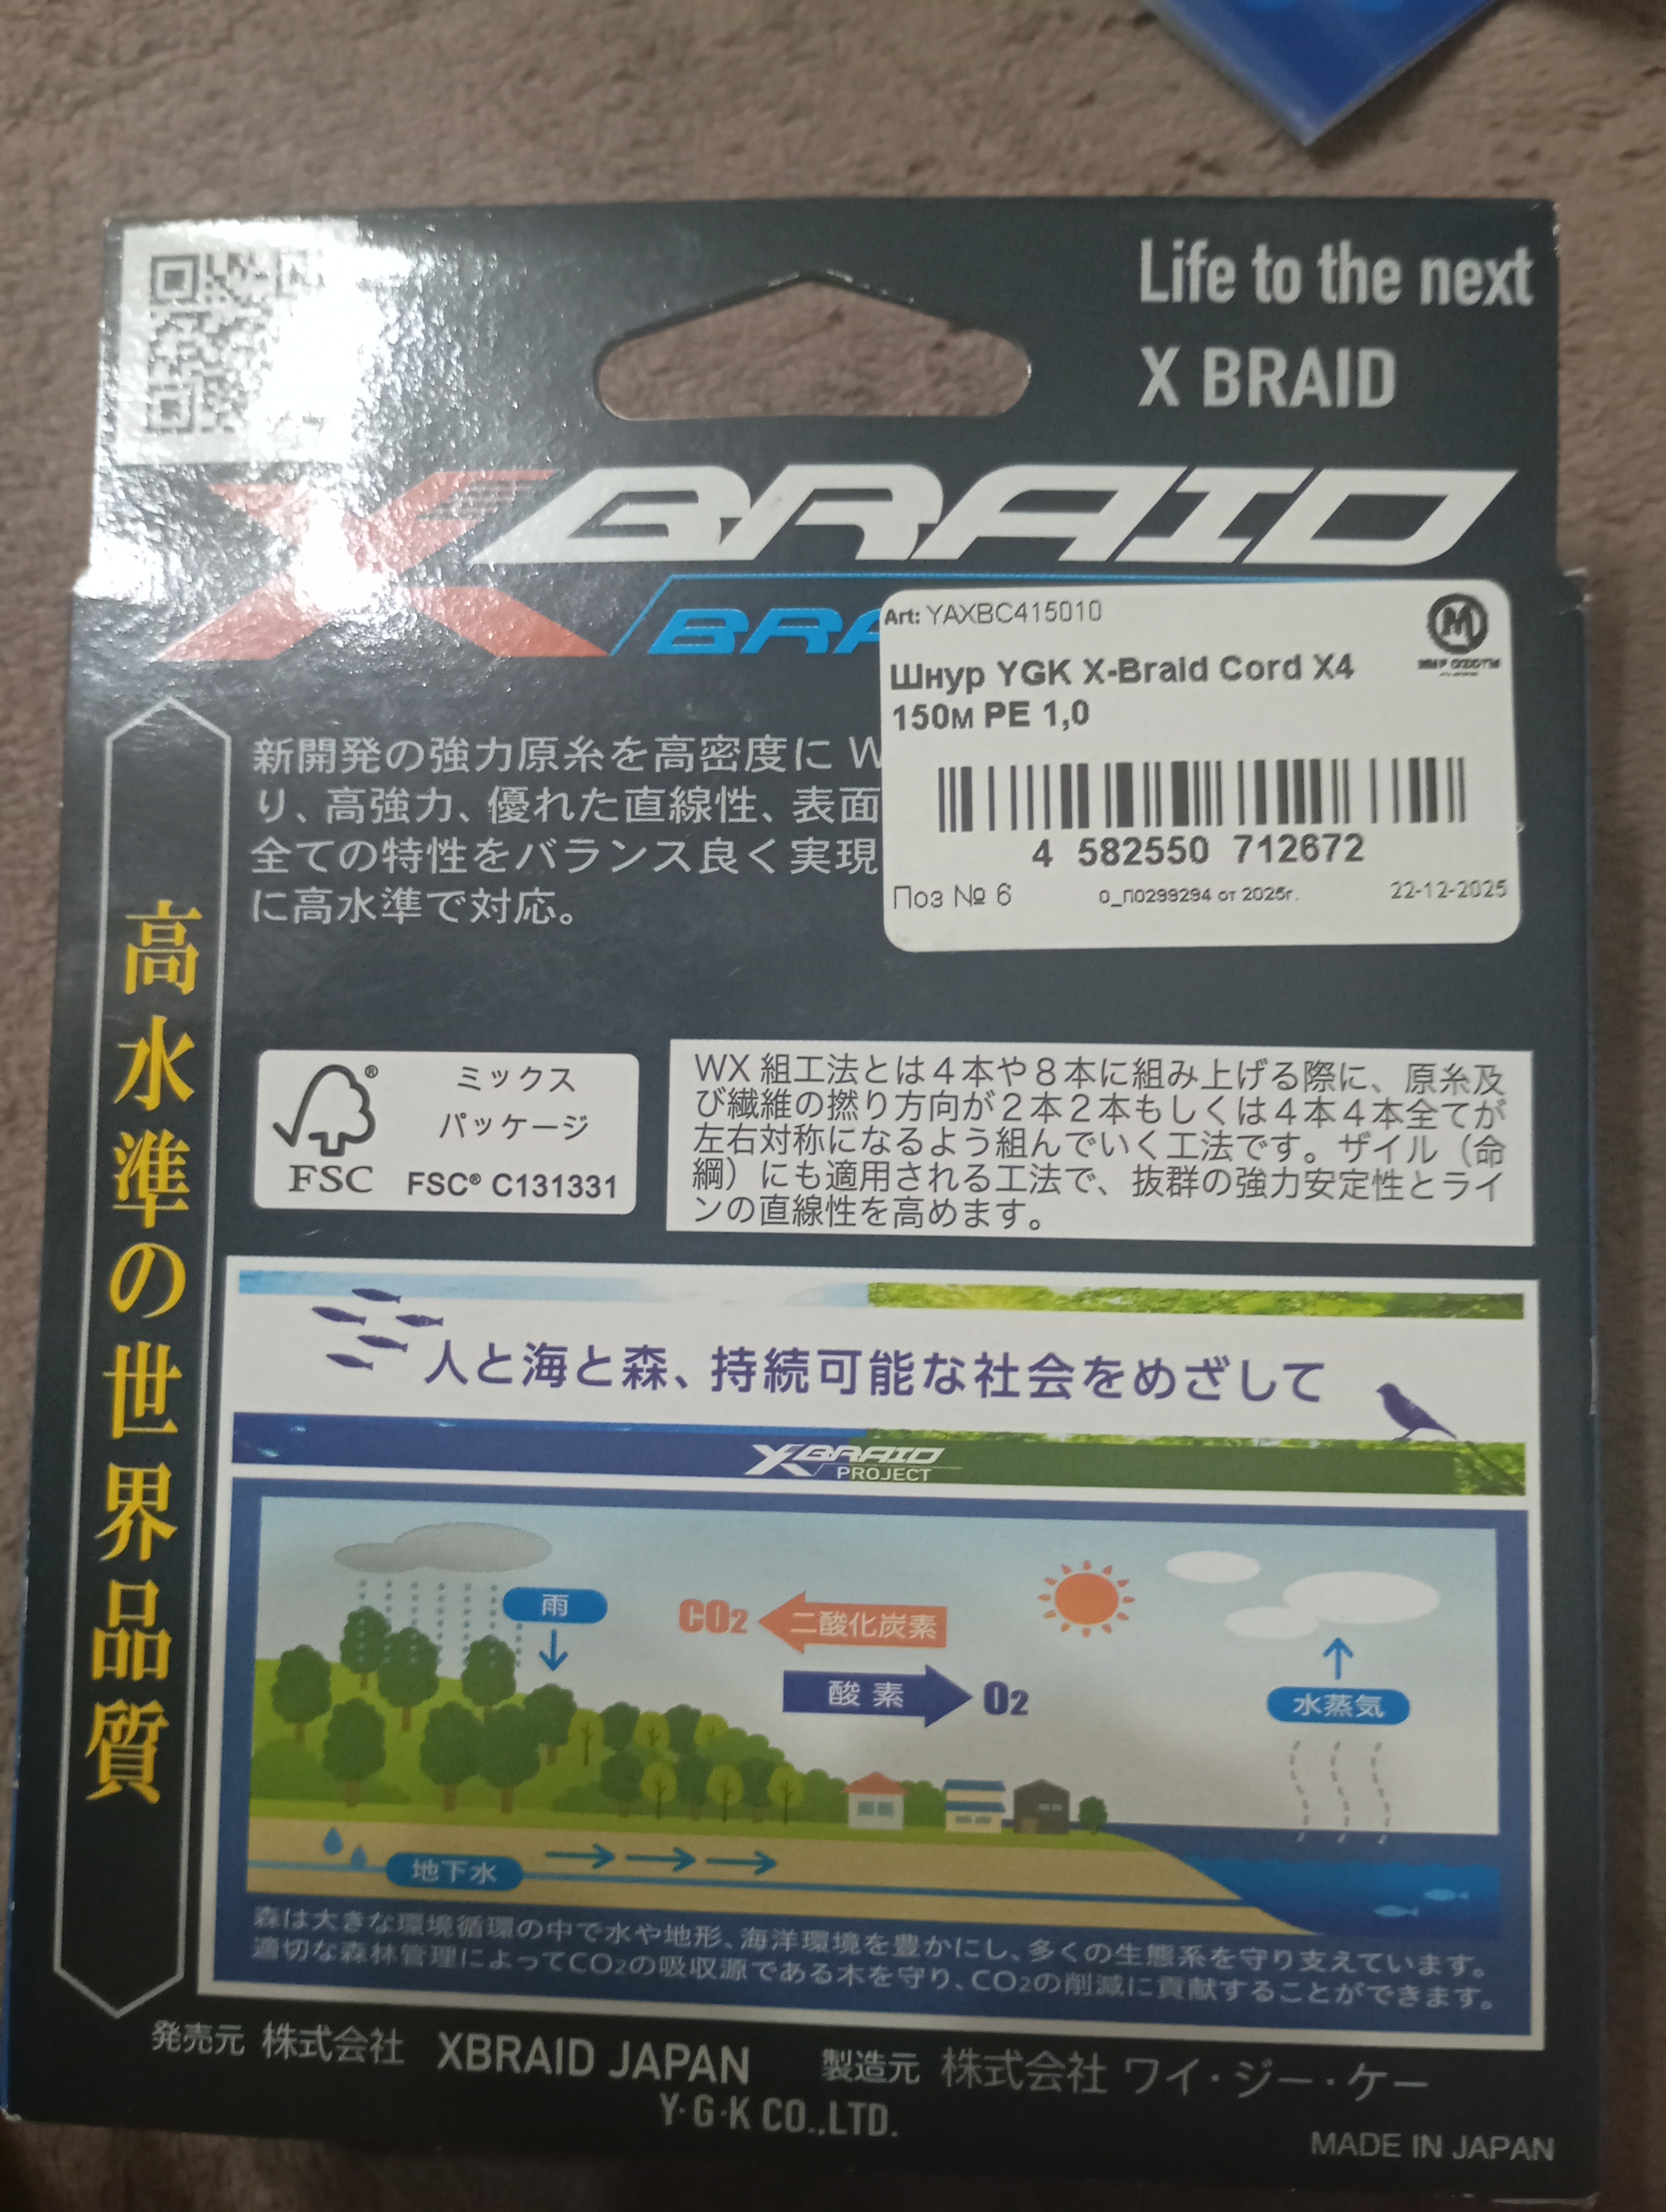 Life to the next
X BRAID
XBRAID
BRA
Art: YAXBC415010
Шнур YGK X-Braid Cord X4
150м PE 1,0
4 582550 712672
Поз № 6 0_П0299294 от 2025г. 22-12-2025
新開発の強力原糸を高密度に W
り、高強力、優れた直線性、表面
全ての特性をバランス良く実現
に高水準で対応。
高水準の世界品質
ミックス
パッケージ
FSC
FSC® C131331
WX 組工法とは４本や８本に組み上げる際に、原糸及
び繊維の撚り方向が２本２本もしくは４本４本全てが
左右対称になるよう組んでいく工法です。ザイル（命
綱）にも適用される工法で、抜群の強力安定性とライ
ンの直線性を高めます。
人と海と森、持続可能な社会をめざして
XBRAID
PROJECT
雨
CO2 二酸化炭素
酸素 O2
水蒸気
地下水
森は大きな環境循環の中で水や地形、海洋環境を豊かにし、多くの生態系を守り支えています。
適切な森林管理によってCO2の吸収源である木を守り、CO2の削減に貢献することができます。
発売元 株式会社 XBRAID JAPAN 製造元 株式会社 ワイ・ジー・ケー
Y·G·K CO.,LTD.
MADE IN JAPAN